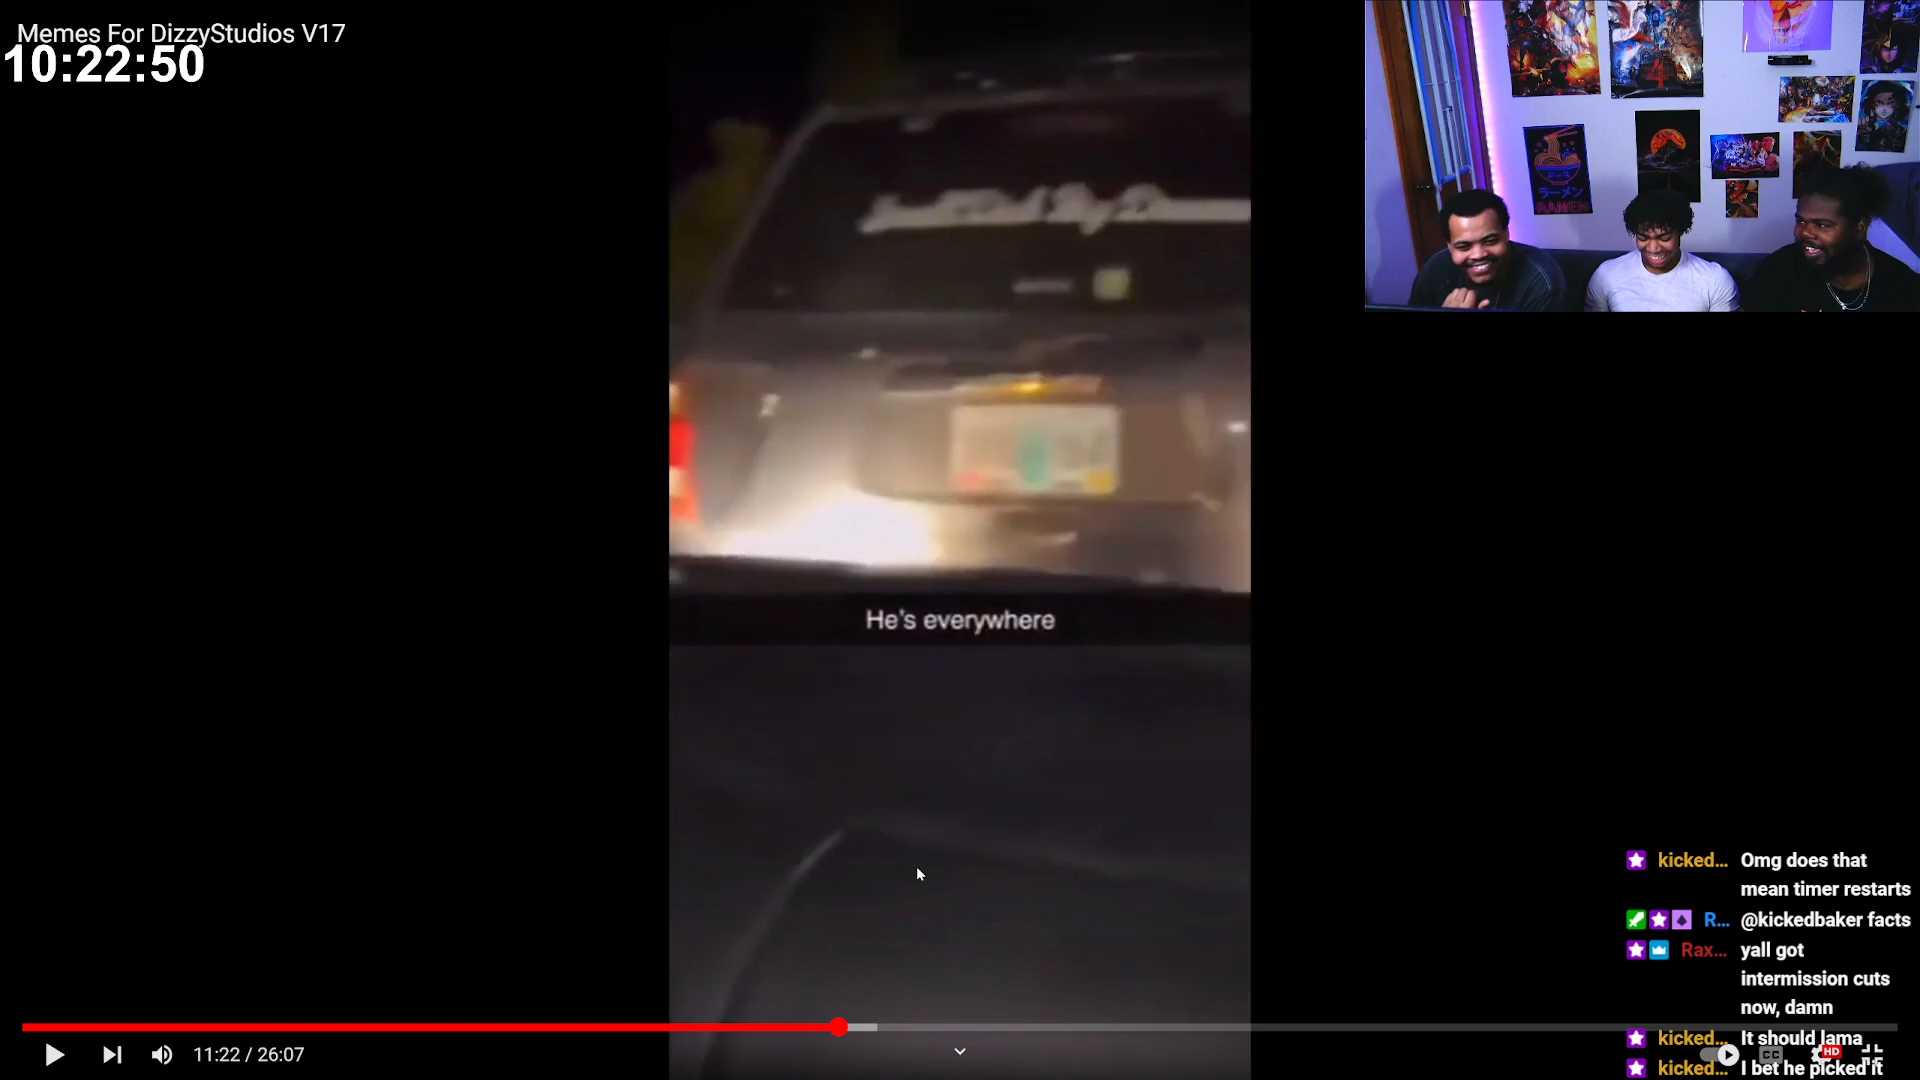 Memes For DizzyStudios V17
10:22:50
ラーメン
RAMEN
He's everywhere
kicked... Omg does that
mean timer restarts
R... @kickedbaker facts
Rax... yall got
intermission cuts
now, damn
kicked... It should lama
kicked... I bet he picked it
11:22 / 26:07
CC
HD